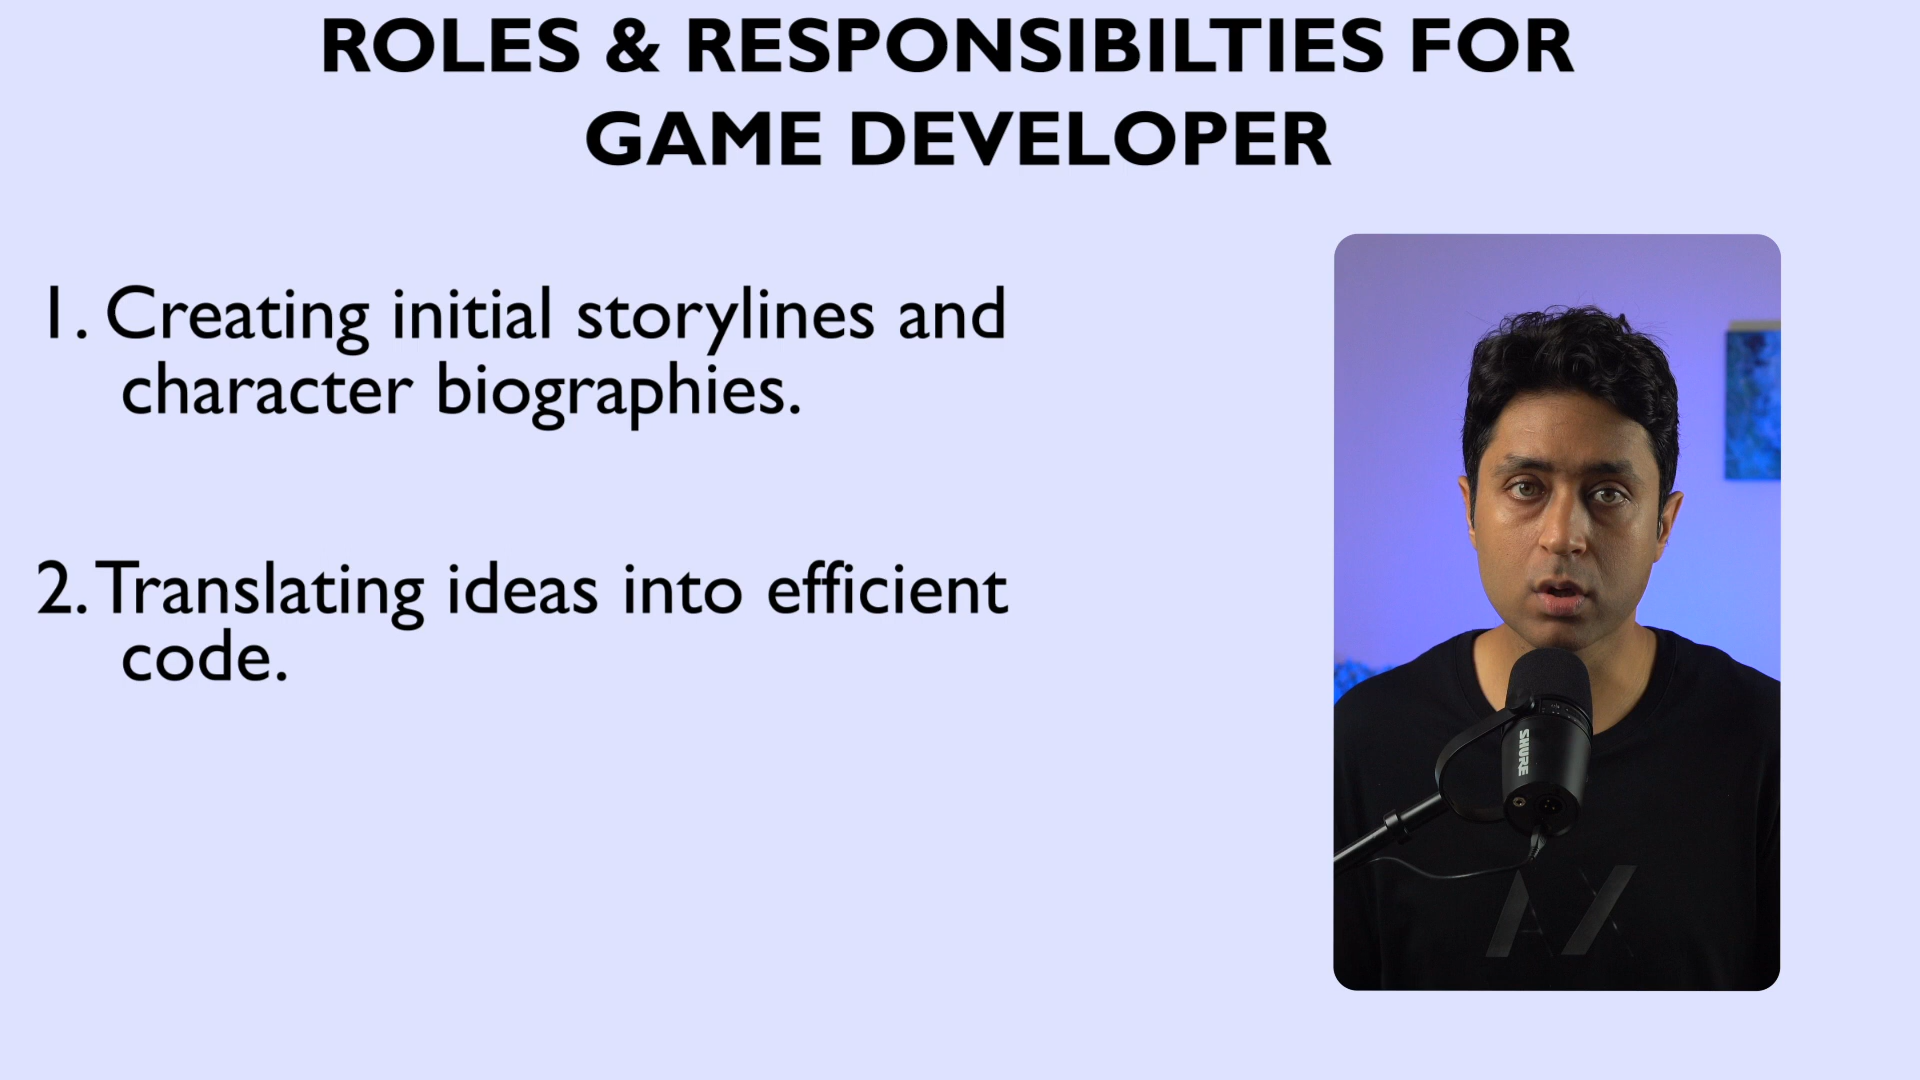 ROLES & RESPONSIBILTIES FOR
GAME DEVELOPER
1. Creating initial storylines and
character biographies.
2. Translating ideas into efficient
code.
SHURE
AX